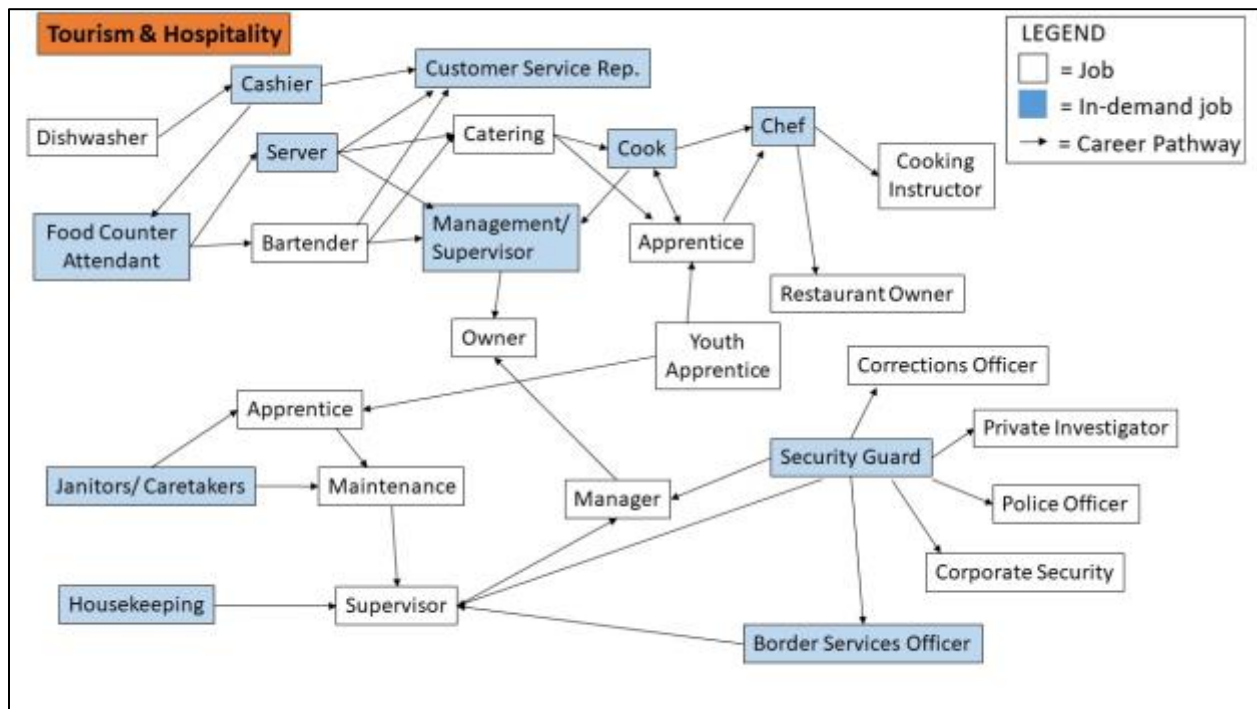 Tourism & Hospitality
LEGEND
= Job
= In-demand job
= Career Pathway
Customer Service Rep.
Cashier
Dishwasher
Catering
Chef
Server
Cook
Cooking
Instructor
Food Counter
Attendant
Bartender
Management/
Supervisor
Apprentice
Restaurant Owner
Owner
Youth
Apprentice
Corrections Officer
Apprentice
Private Investigator
Security Guard
Janitors/ Caretakers
Maintenance
Manager
Police Officer
Corporate Security
Housekeeping
Supervisor
Border Services Officer